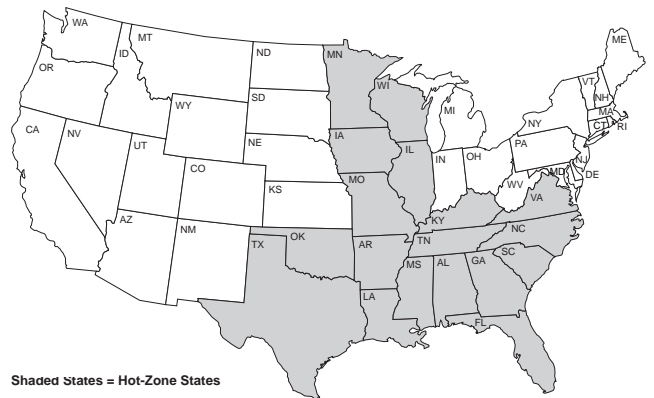 WA
MT
ND
MN
ME
ID
OR
WI
VT
NH
SD
MI
MA
WY
NY
CT
RI
CA
NV
IA
PA
NE
IL
IN
OH
NJ
UT
MD
DE
CO
MO
WV
KS
VA
KY
AZ
NC
NM
OK
TN
TX
AR
SC
MS
AL
GA
LA
FL
Shaded States = Hot-Zone States